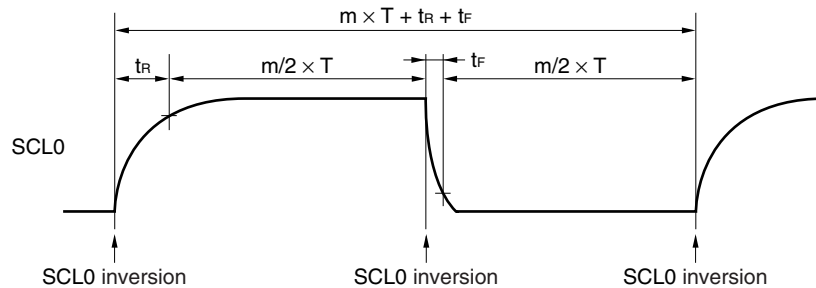 m × T + tR + tF
tR
m/2 × T
tF
m/2 × T
SCL0
SCL0 inversion
SCL0 inversion
SCL0 inversion